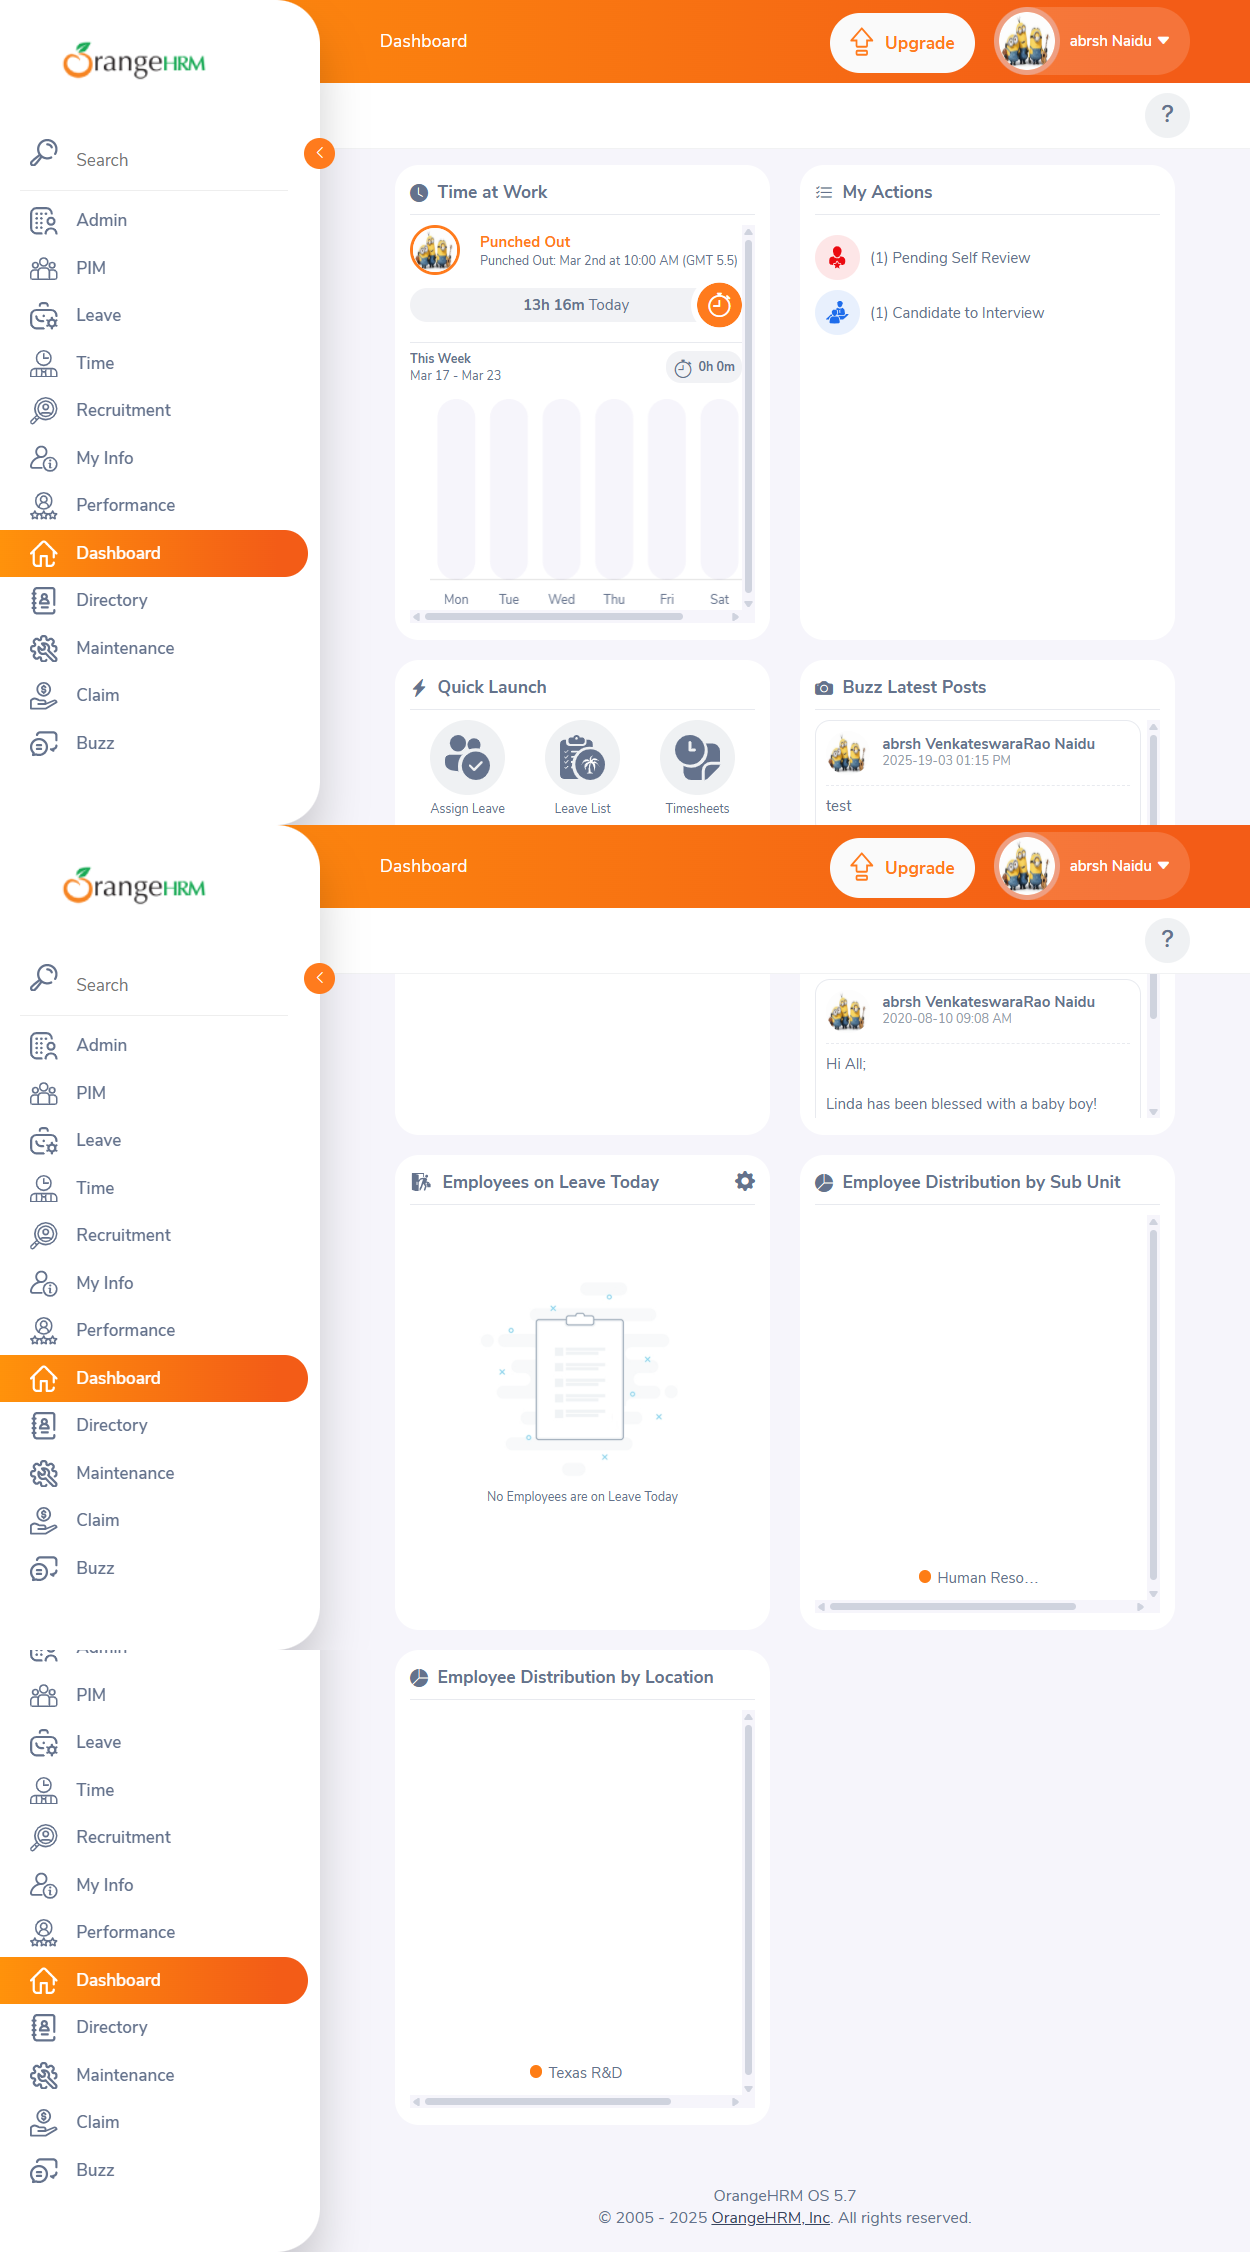 OrangeHRM
Dashboard
Upgrade
abrsh Naidu
?
Search
Admin
PIM
Leave
Time
Recruitment
My Info
Performance
Dashboard
Directory
Maintenance
Claim
Buzz
Time at Work
Punched Out
Punched Out: Mar 2nd at 10:00 AM (GMT 5.5)
13h 16m Today
This Week
Mar 17 - Mar 23
0h 0m
Mon Tue Wed Thu Fri Sat
My Actions
(1) Pending Self Review
(1) Candidate to Interview
Quick Launch
Assign Leave Leave List Timesheets
Buzz Latest Posts
abrsh VenkateswaraRao Naidu
2025-19-03 01:15 PM
test
OrangeHRM
Dashboard
Upgrade
abrsh Naidu
?
Search
Admin
PIM
Leave
Time
Recruitment
My Info
Performance
Dashboard
Directory
Maintenance
Claim
Buzz
abrsh VenkateswaraRao Naidu
2020-08-10 09:08 AM
Hi All;
Linda has been blessed with a baby boy!
Employees on Leave Today
No Employees are on Leave Today
Employee Distribution by Sub Unit
Human Reso…
Admin
PIM
Leave
Time
Recruitment
My Info
Performance
Dashboard
Directory
Maintenance
Claim
Buzz
Employee Distribution by Location
Texas R&D
OrangeHRM OS 5.7
© 2005 - 2025 OrangeHRM, Inc. All rights reserved.